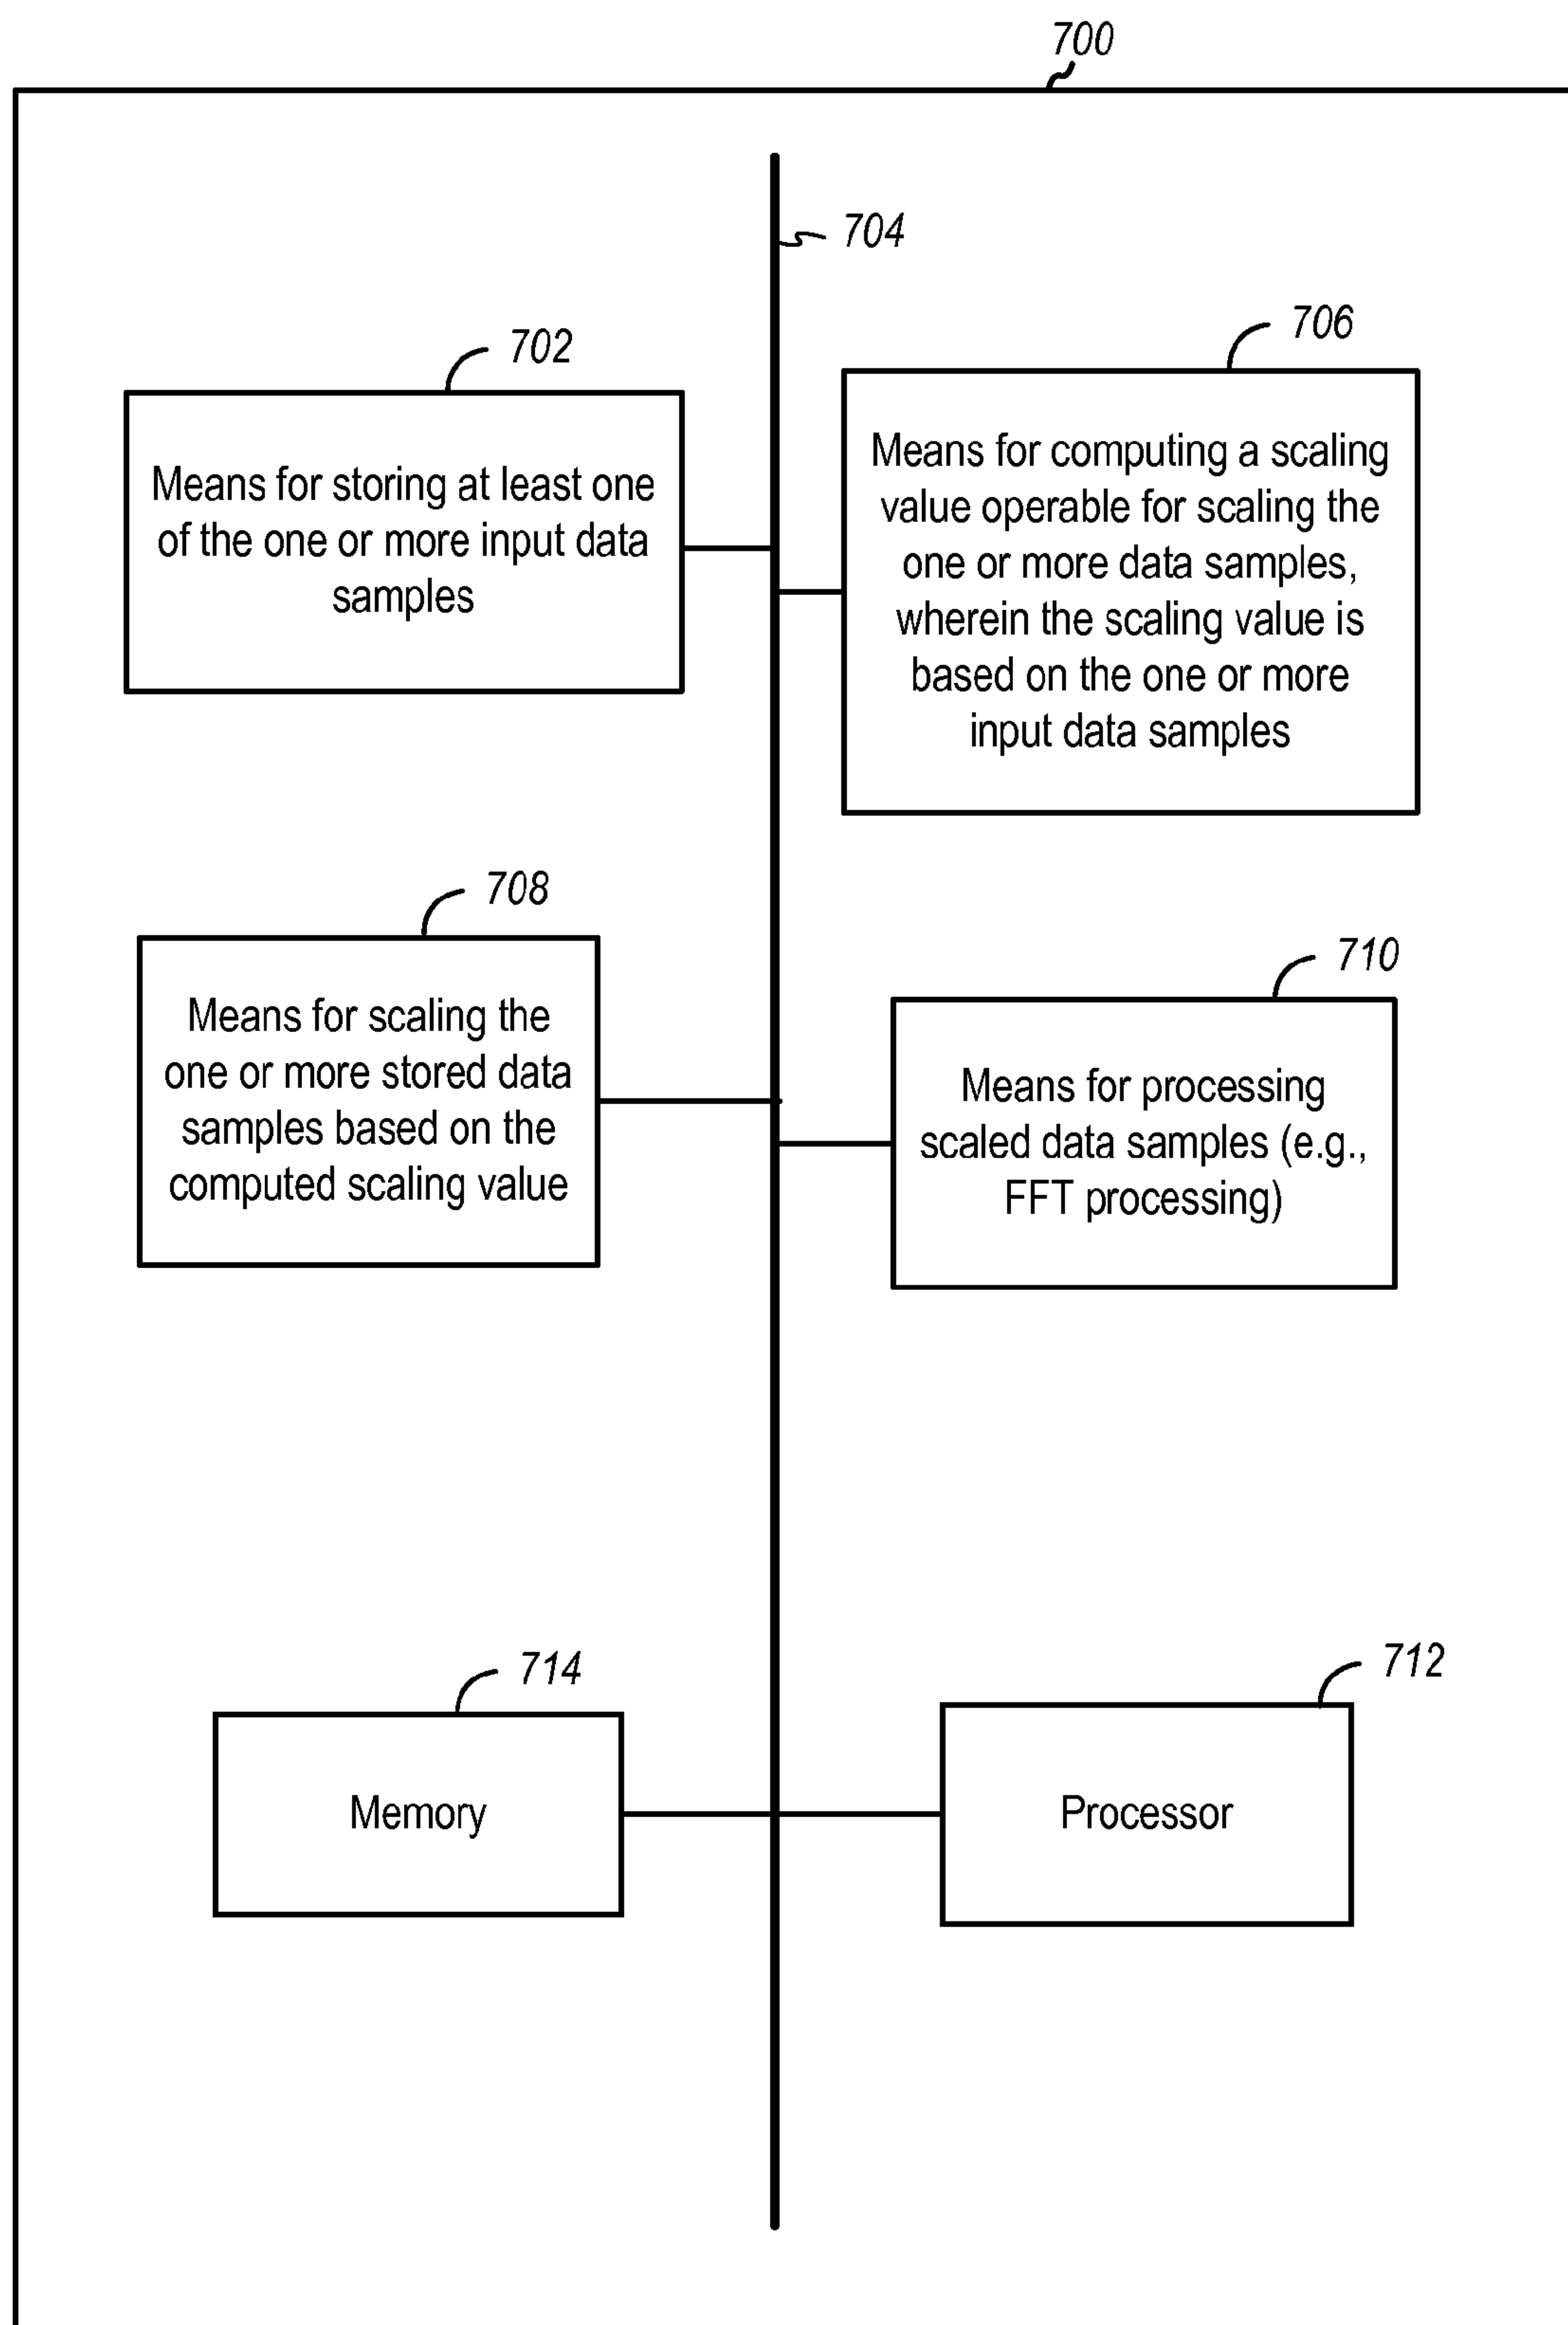 700
704
702
706
Means for storing at least one
of the one or more input data
samples
Means for computing a scaling
value operable for scaling the
one or more data samples,
wherein the scaling value is
based on the one or more
input data samples
708
710
Means for scaling the
one or more stored data
samples based on the
computed scaling value
Means for processing
scaled data samples (e.g.,
FFT processing)
714
712
Memory
Processor